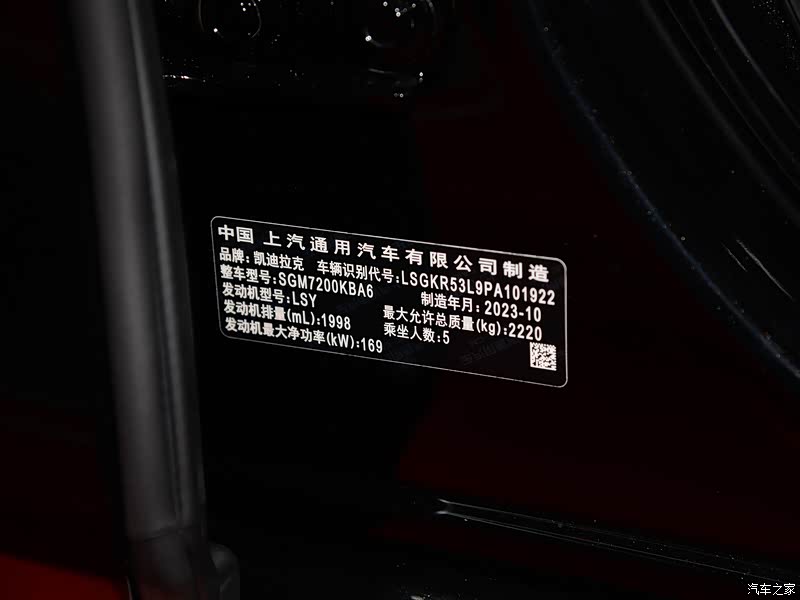 中国 上汽通用汽车有限公司制造
品牌:凯迪拉克 车辆识别代号:LSGKR53L9PA101922
整车型号:SGM7200KBA6 制造年月:2023-10
发动机型号:LSY 最大允许总质量(kg):2220
发动机排量(mL):1998 乘坐人数:5
发动机最大净功率(kW):169
汽车之家